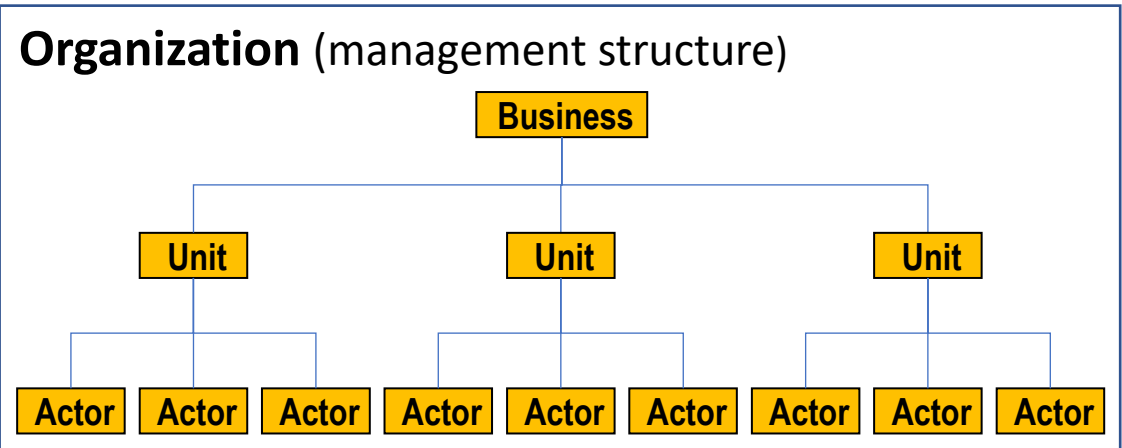 Organization (management structure)
Business
Unit Unit Unit
Actor Actor Actor Actor Actor Actor Actor Actor Actor